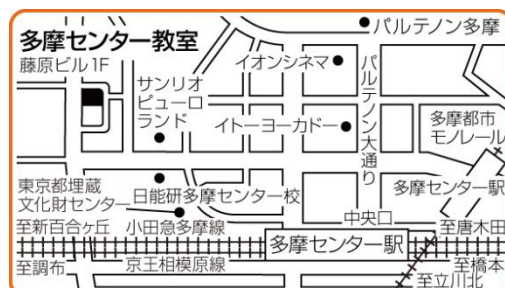 パルテノン多摩
多摩センター教室
藤原ビル1F
サンリオ
ピューロ
ランド
イオンシネマ
パルテノン大通り
イトーヨーカドー
多摩都市
モノレール
東京都埋蔵
文化財センター
日能研多摩センター校
多摩センター駅
中央口
至新百合ヶ丘
小田急多摩線
至唐木田
多摩センター駅
至調布
京王相模原線
至橋本
至立川北